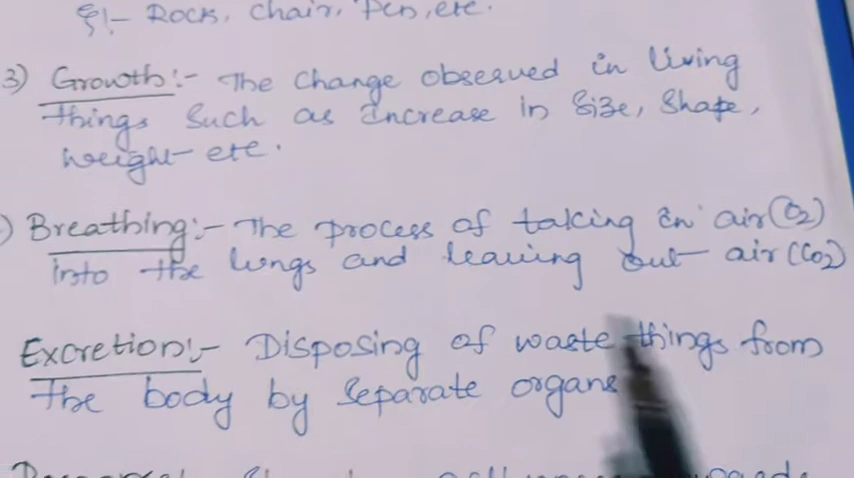 Rock, Chair, Pen, etc.
3) Growth:- The Change observed in living
things Such as Increase in Size, Shape,
weight etc.
) Breathing:- The process of taking in air (O2)
into the lungs and leaving out air (CO2)
Excretion:- Disposing of waste things from
the body by Separate organs